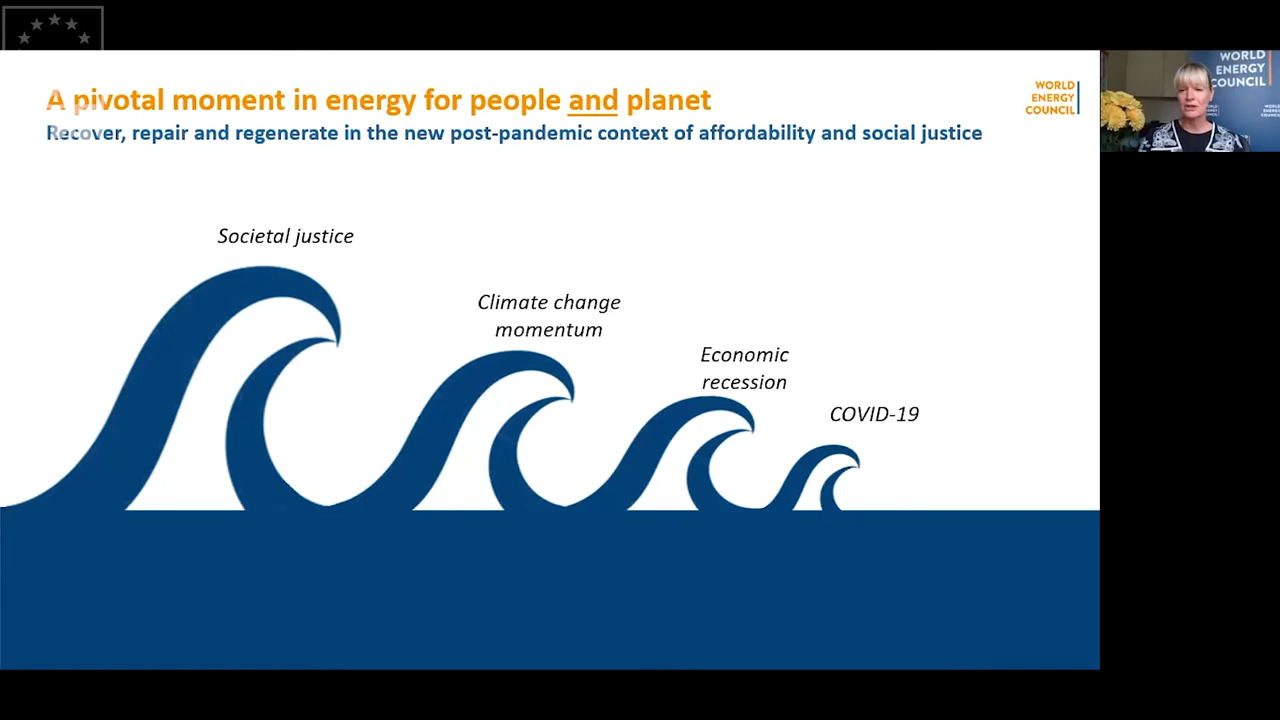 A pivotal moment in energy for people and planet
Recover, repair and regenerate in the new post-pandemic context of affordability and social justice
WORLD
ENERGY
COUNCIL
WORLD
ENERGY
COUNCIL
Societal justice
Climate change
momentum
Economic
recession
COVID-19